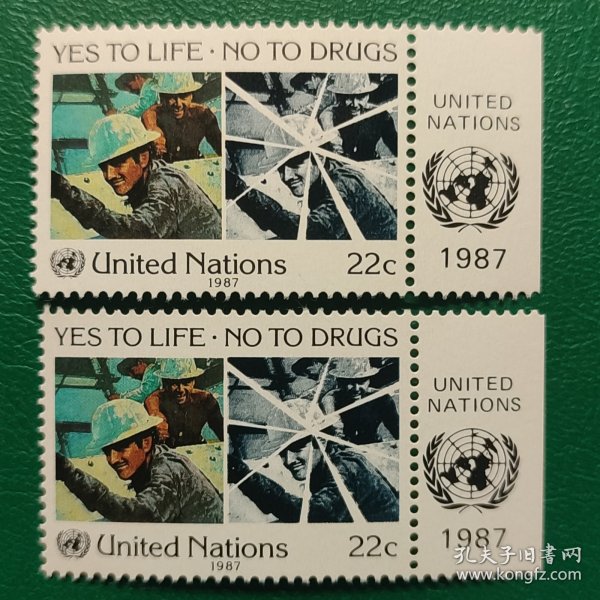 YES TO LIFE · NO TO DRUGS
United Nations 22c
1987
UNITED
NATIONS
1987
YES TO LIFE · NO TO DRUGS
United Nations 22c
1987
UNITED
NATIONS
1987
孔夫子旧书网
www.kongfz.com